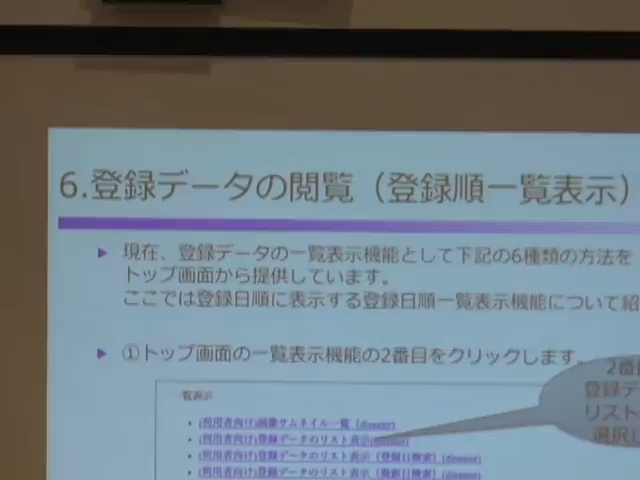 6.登録データの閲覧（登録順一覧表示）
現在、登録データの一覧表示機能として下記の6種類の方法を
トップ画面から提供しています。
ここでは登録日順に表示する登録日順一覧表示機能について紹
①トップ画面の一覧表示機能の2番目をクリックします。
2番
登録デ
リスト
選択し
一覧表示
(利用者向け)画像サムネイル一覧
(利用者向け)登録データのリスト表示
(利用者向け)登録データのリスト表示（登録日検索）
(利用者向け)登録データのリスト表示（撮影日検索）